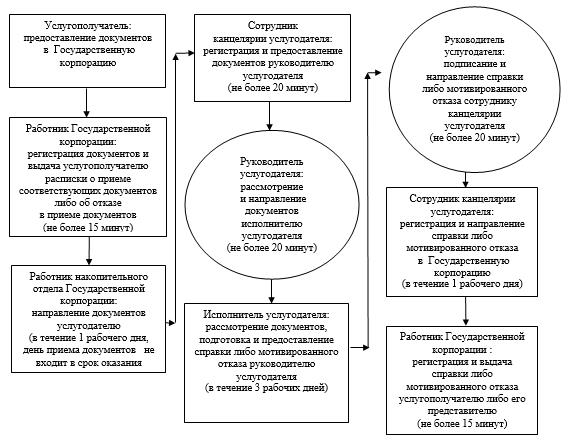 Услугополучатель:
предоставление документов
в Государственную
корпорацию
Работник Государственной
корпорации:
регистрация документов и
выдача услугополучателю
расписки о приеме
соответствующих документов
либо об отказе
в приеме документов
(не более 15 минут)
Работник накопительного
отдела Государственной
корпорации:
направление документов
услугодателю
(в течение 1 рабочего дня,
день приема документов не
входит в срок оказания
Сотрудник
канцелярии услугодателя:
регистрация и предоставление
документов руководителю
услугодателя
(не более 20 минут)
Руководитель
услугодателя:
рассмотрение
и направление
документов
исполнителю
услугодателя
(не более 20 минут)
Исполнитель услугодателя:
рассмотрение документов,
подготовка и предоставление
справки либо мотивированного
отказа руководителю
услугодателя
(в течение 3 рабочих дней)
Руководитель
услугодателя:
подписание и
направление справки
либо мотивированного
отказа сотруднику
канцелярии
услугодателя
(не более 20 минут)
Сотрудник канцелярии
услугодателя:
регистрация и направление
справки либо
мотивированного отказа
в Государственную
корпорацию
(в течение 1 рабочего дня)
Работник Государственной
корпорации :
регистрация и выдача
справки либо
мотивированного отказа
услугополучателю либо его
представителю
(не более 15 минут)